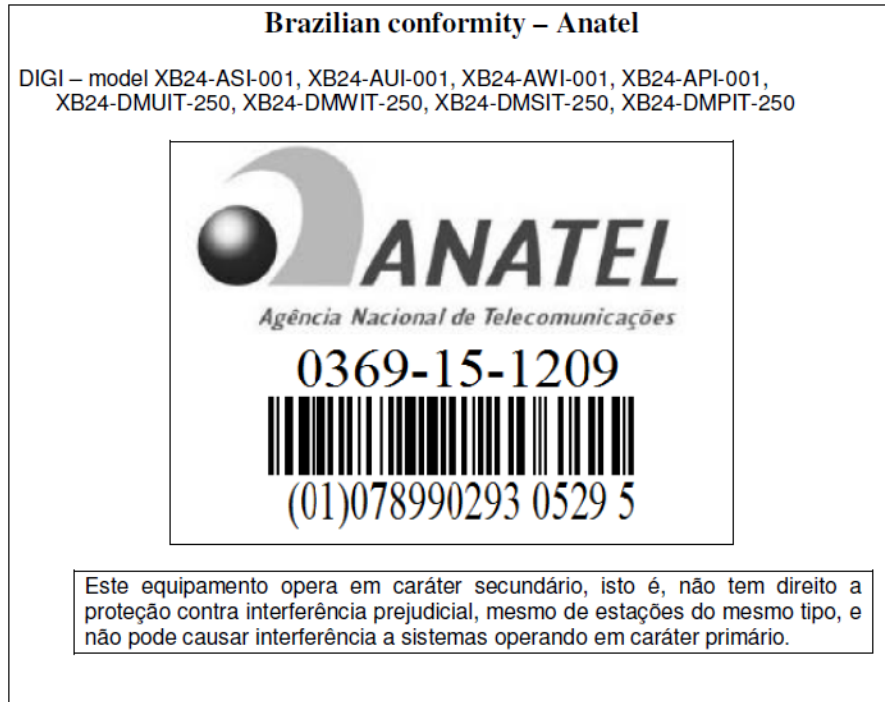 Brazilian conformity – Anatel
DIGI – model XB24-ASI-001, XB24-AUI-001, XB24-AWI-001, XB24-API-001,
XB24-DMUIT-250, XB24-DMWIT-250, XB24-DMSIT-250, XB24-DMPIT-250
ANATEL
Agência Nacional de Telecomunicações
0369-15-1209
(01)078990293 0529 5
Este equipamento opera em caráter secundário, isto é, não tem direito a
proteção contra interferência prejudicial, mesmo de estações do mesmo tipo, e
não pode causar interferência a sistemas operando em caráter primário.